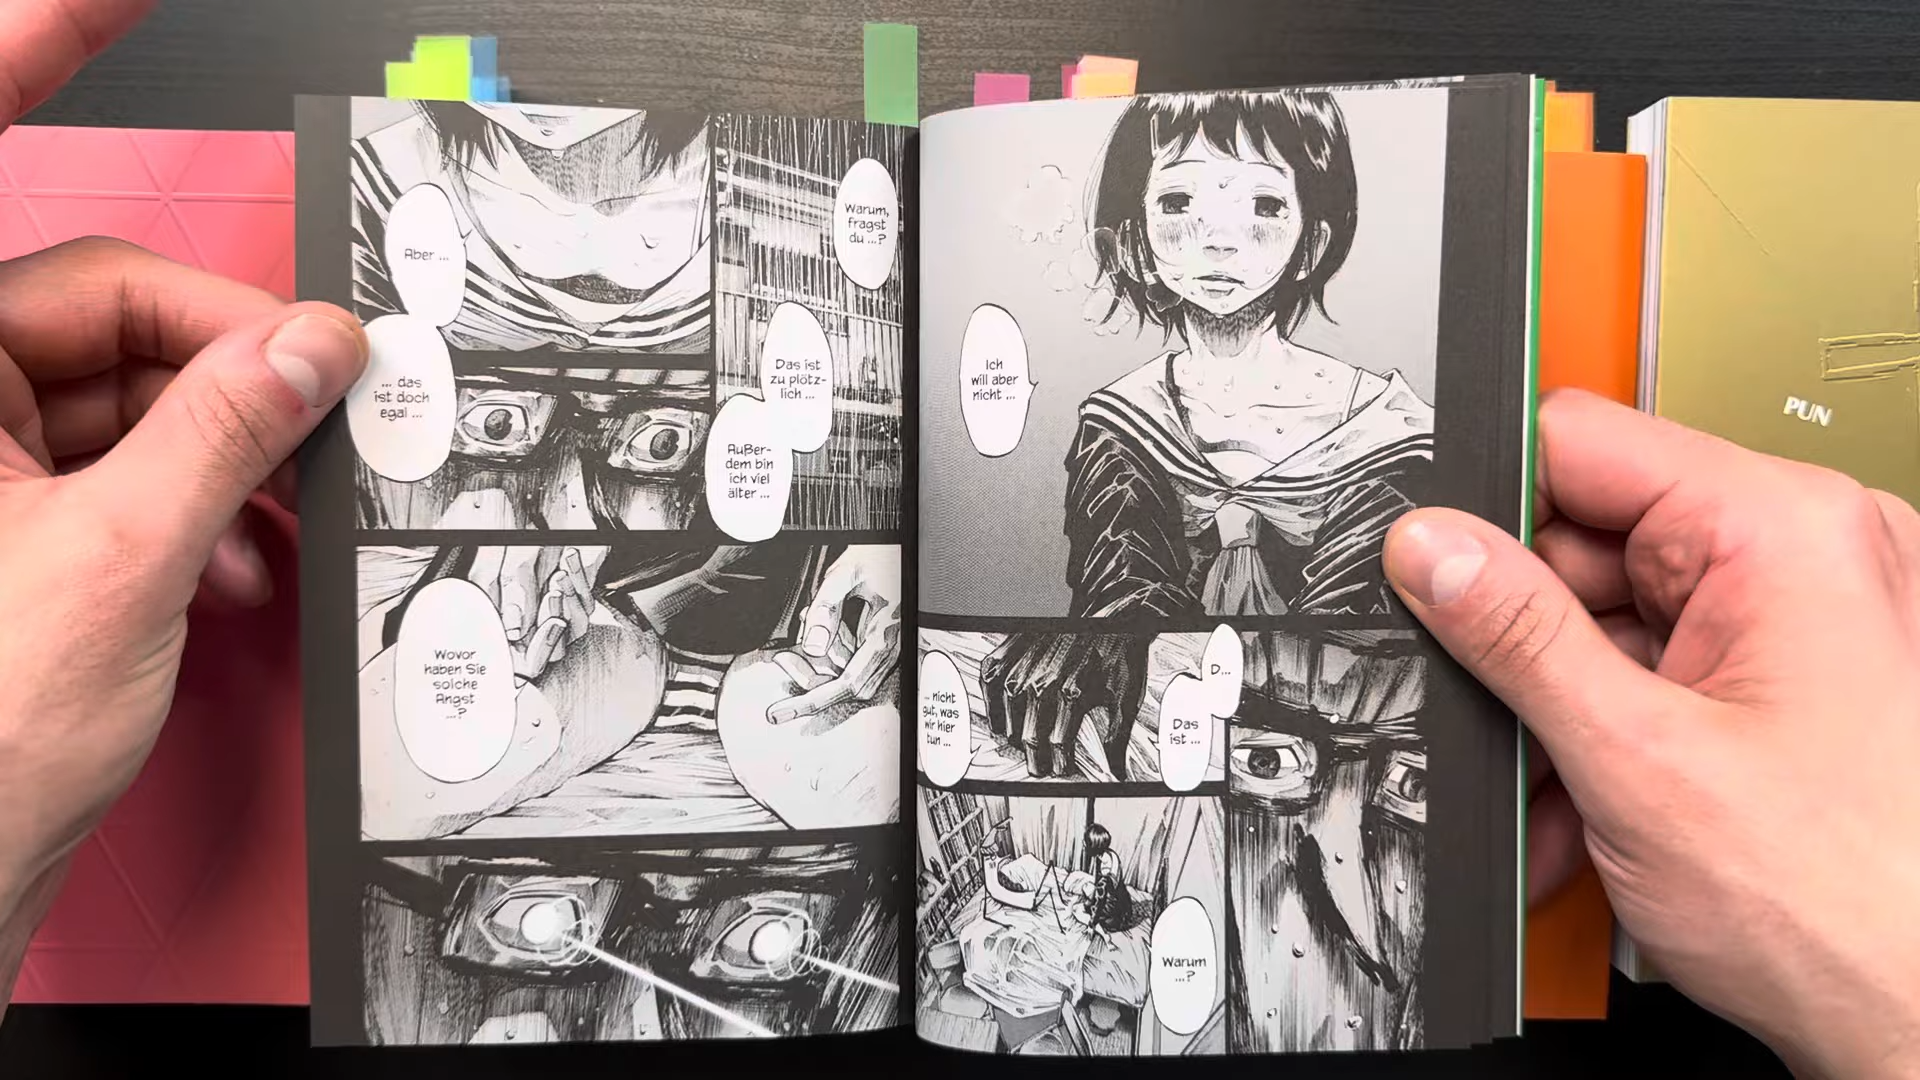 Ich
will aber
nicht ...
D...
Das
ist ...
... nicht
gut, was
wir hier
tun ...
Warum
...?
Warum,
fragst
du ...?
Das ist
zu plötz-
lich ...
Außer-
dem bin
ich viel
älter ...
Aber ...
... das
ist doch
egal ...
Wovor
haben Sie
solche
Angst
...?
PUN